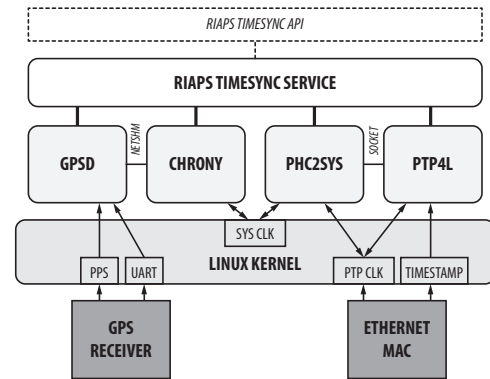 RIAPS TIMESYNC API
RIAPS TIMESYNC SERVICE
GPSD
NETSHM
CHRONY
PHC2SYS
SOCKET
PTP4L
SYS CLK
LINUX KERNEL
PPS
UART
PTP CLK
TIMESTAMP
GPS
RECEIVER
ETHERNET
MAC